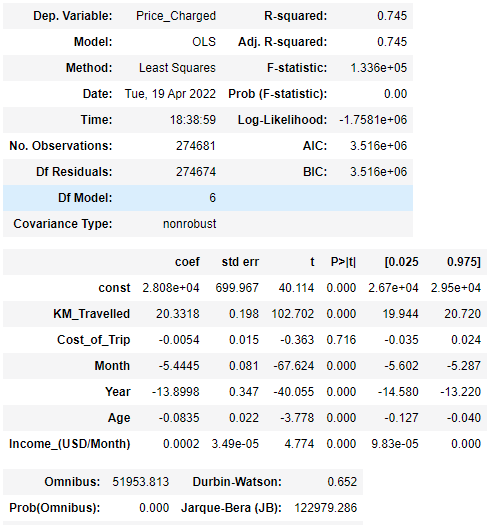 Dep. Variable: Price_Charged R-squared: 0.745
Model: OLS Adj. R-squared: 0.745
Method: Least Squares F-statistic: 1.336e+05
Date: Tue, 19 Apr 2022 Prob (F-statistic): 0.00
Time: 18:38:59 Log-Likelihood: -1.7581e+06
No. Observations: 274681 AIC: 3.516e+06
Df Residuals: 274674 BIC: 3.516e+06
Df Model: 6
Covariance Type: nonrobust
coef std err t P>|t| [0.025 0.975]
const 2.808e+04 699.967 40.114 0.000 2.67e+04 2.95e+04
KM_Travelled 20.3318 0.198 102.702 0.000 19.944 20.720
Cost_of_Trip -0.0054 0.015 -0.363 0.716 -0.035 0.024
Month -5.4445 0.081 -67.624 0.000 -5.602 -5.287
Year -13.8998 0.347 -40.055 0.000 -14.580 -13.220
Age -0.0835 0.022 -3.778 0.000 -0.127 -0.040
Income_(USD/Month) 0.0002 3.49e-05 4.774 0.000 9.83e-05 0.000
Omnibus: 51953.813 Durbin-Watson: 0.652
Prob(Omnibus): 0.000 Jarque-Bera (JB): 122979.286